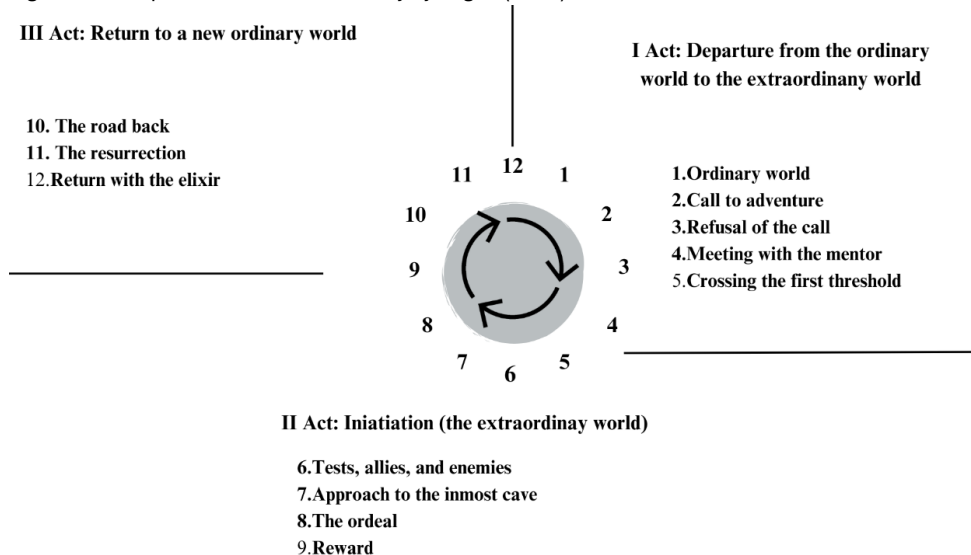 III Act: Return to a new ordinary world
10. The road back
11. The resurrection
12.Return with the elixir
I Act: Departure from the ordinary
world to the extraordinany world
1.Ordinary world
2.Call to adventure
3.Refusal of the call
4.Meeting with the mentor
5.Crossing the first threshold
12
1
2
3
4
5
6
7
8
9
10
11
II Act: Iniatiation (the extraordinay world)
6.Tests, allies, and enemies
7.Approach to the inmost cave
8.The ordeal
9.Reward